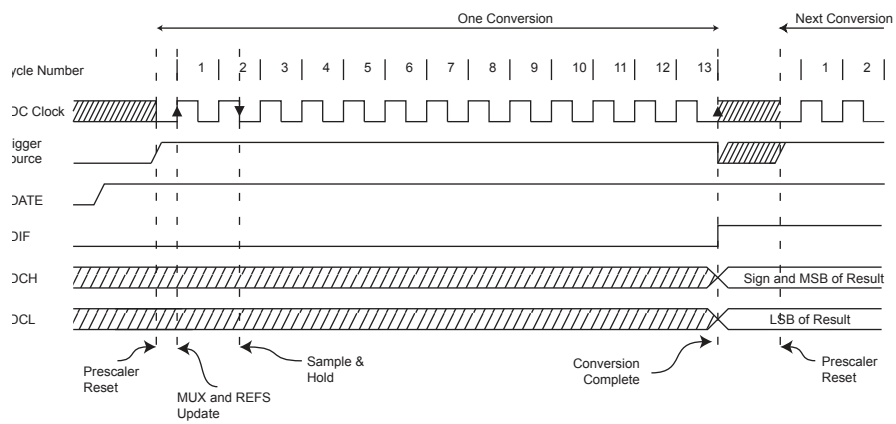 One Conversion
Next Conversion
ycle Number
1 2 3 4 5 6 7 8 9 10 11 12 13 1 2
DC Clock
rigger
ource
DATE
DIF
DCH
Sign and MSB of Result
DCL
LSB of Result
Prescaler
Reset
MUX and REFS
Update
Sample &
Hold
Conversion
Complete
Prescaler
Reset